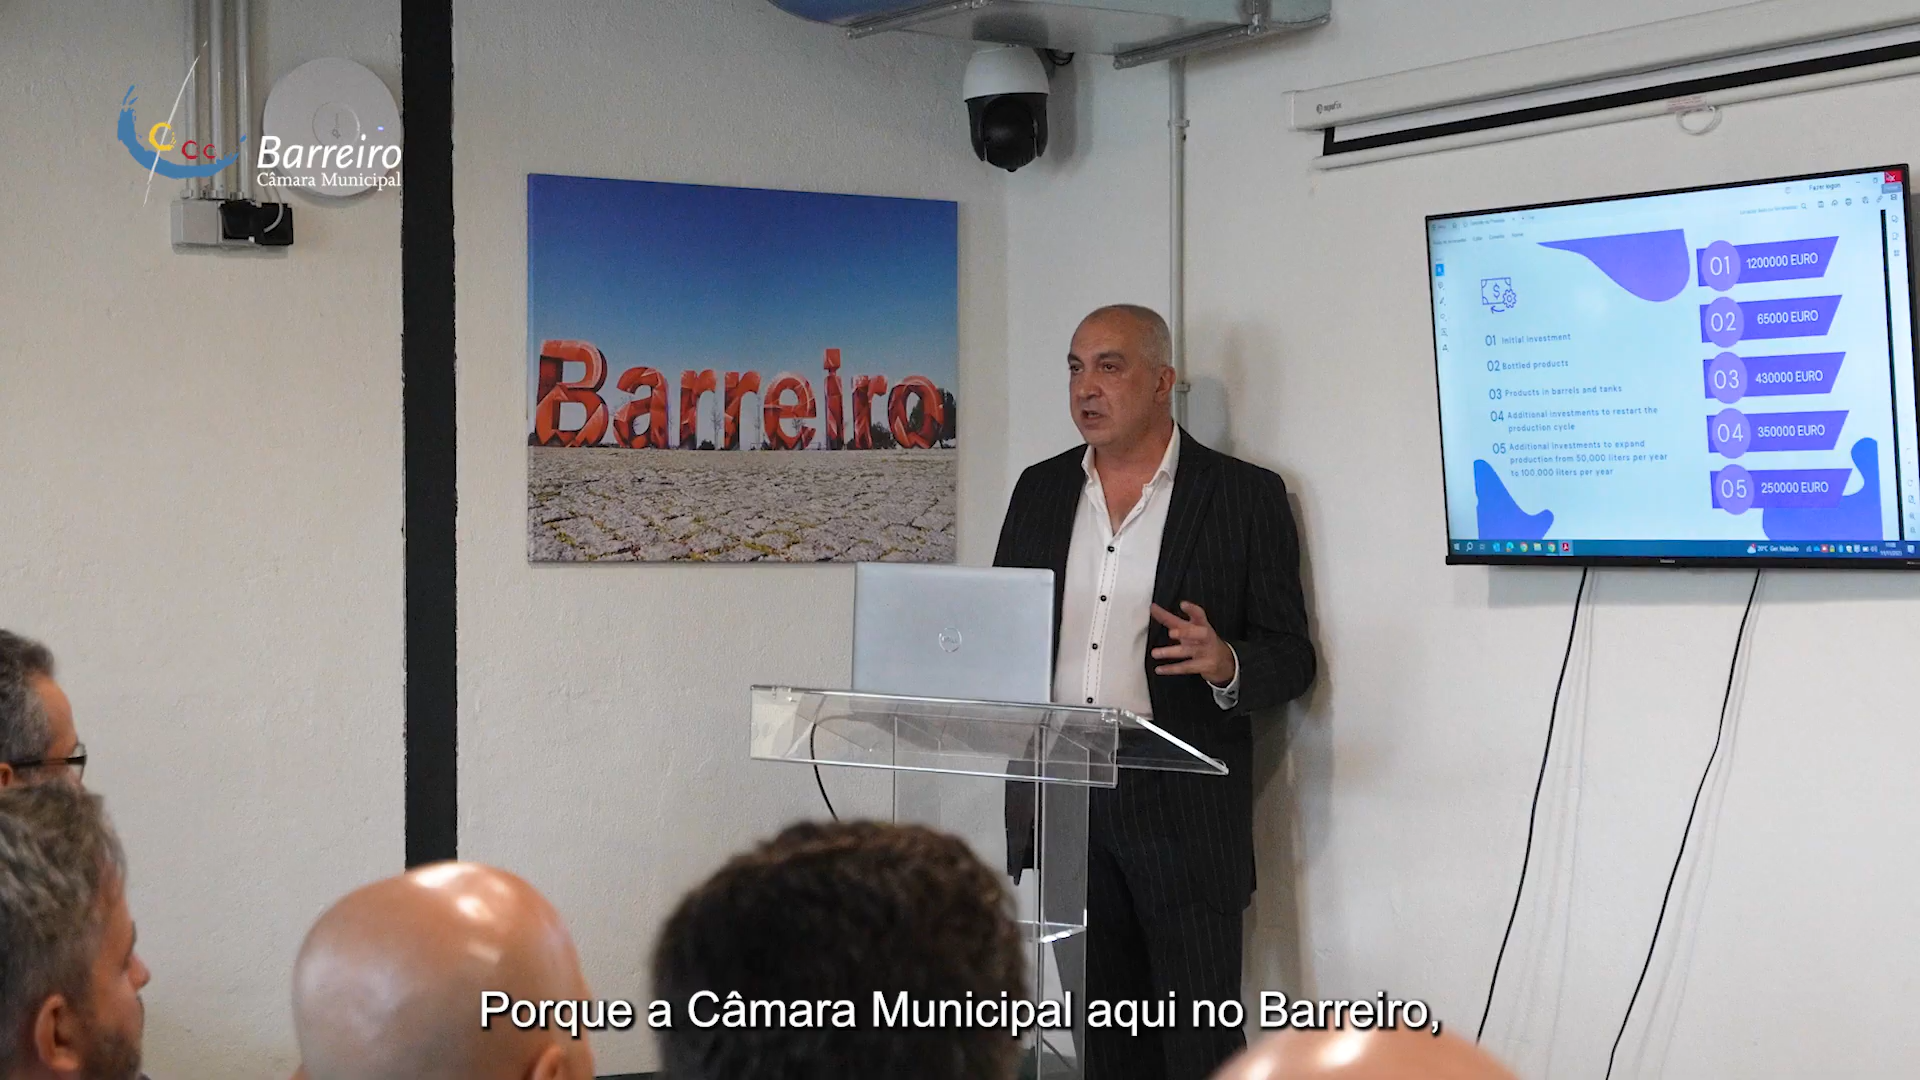 Barreiro
Câmara Municipal
Barreiro
Fazer login
01 Initial investment
02 Bottled products
03 Products in barrels and tanks
04 Additional investments to restart the
production cycle
05 Additional investments to expand
production from 50,000 liters per year
to 100,000 liters per year
01 1200000 EURO
02 65000 EURO
03 430000 EURO
04 350000 EURO
05 250000 EURO
Porque a Câmara Municipal aqui no Barreiro,